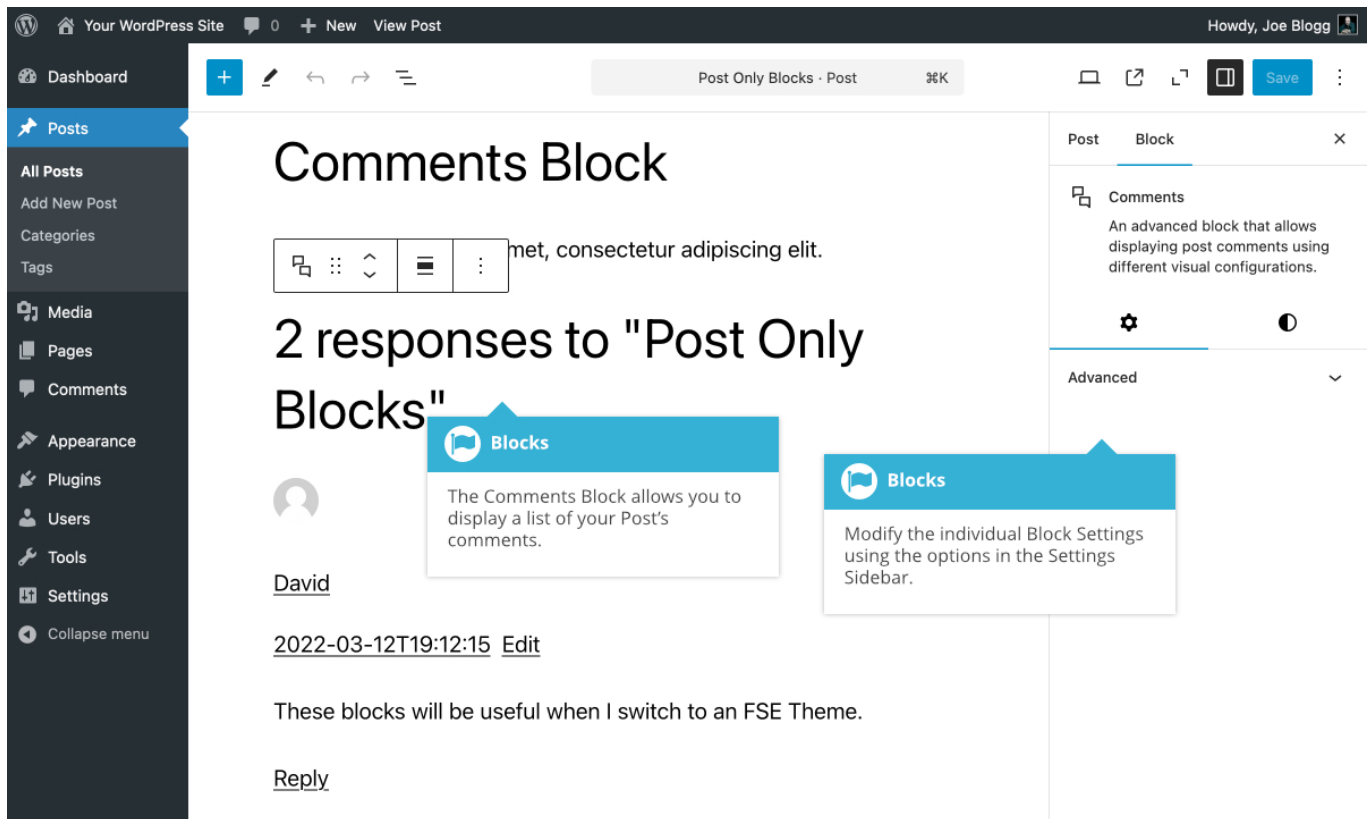 Your WordPress Site 0 New View Post Howdy, Joe Blogg
Dashboard
Posts
All Posts
Add New Post
Categories
Tags
Media
Pages
Comments
Appearance
Plugins
Users
Tools
Settings
Collapse menu
Post Only Blocks · Post ⌘K Save
Comments Block
met, consectetur adipiscing elit.
2 responses to "Post Only
Blocks"
Blocks
The Comments Block allows you to
display a list of your Post's
comments.
David
2022-03-12T19:12:15 Edit
These blocks will be useful when I switch to an FSE Theme.
Reply
Post Block
Comments
An advanced block that allows
displaying post comments using
different visual configurations.
Advanced
Blocks
Modify the individual Block Settings
using the options in the Settings
Sidebar.